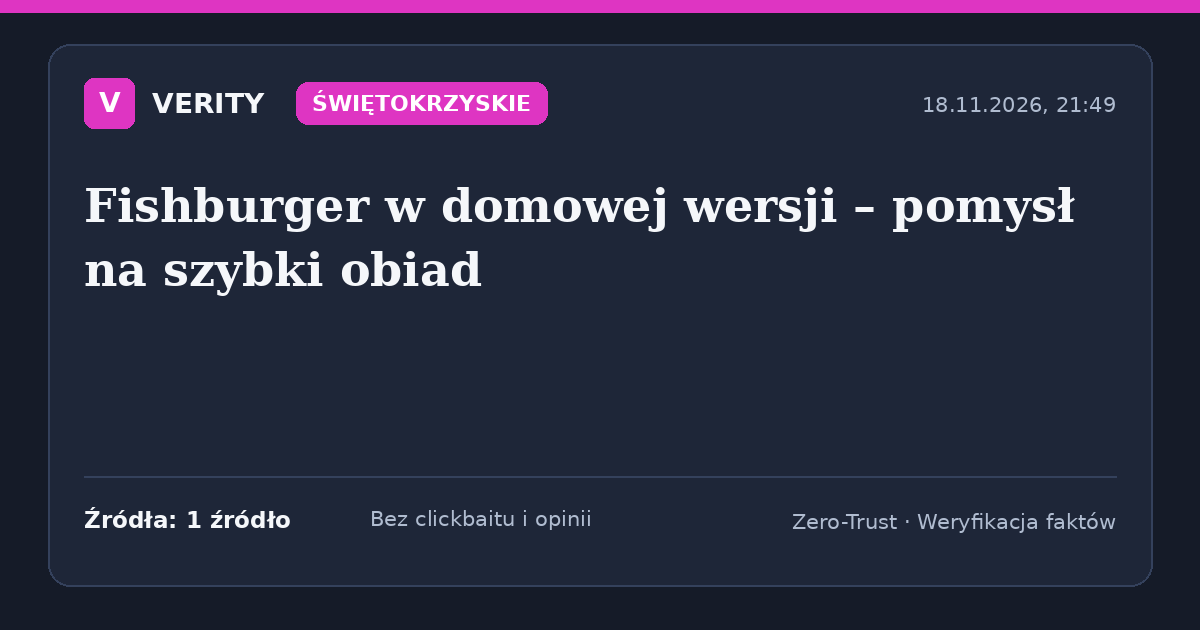 V VERITY ŚWIĘTOKRZYSKIE 18.11.2026, 21:49
Fishburger w domowej wersji – pomysł
na szybki obiad
Źródła: 1 źródło Bez clickbaitu i opinii Zero-Trust · Weryfikacja faktów